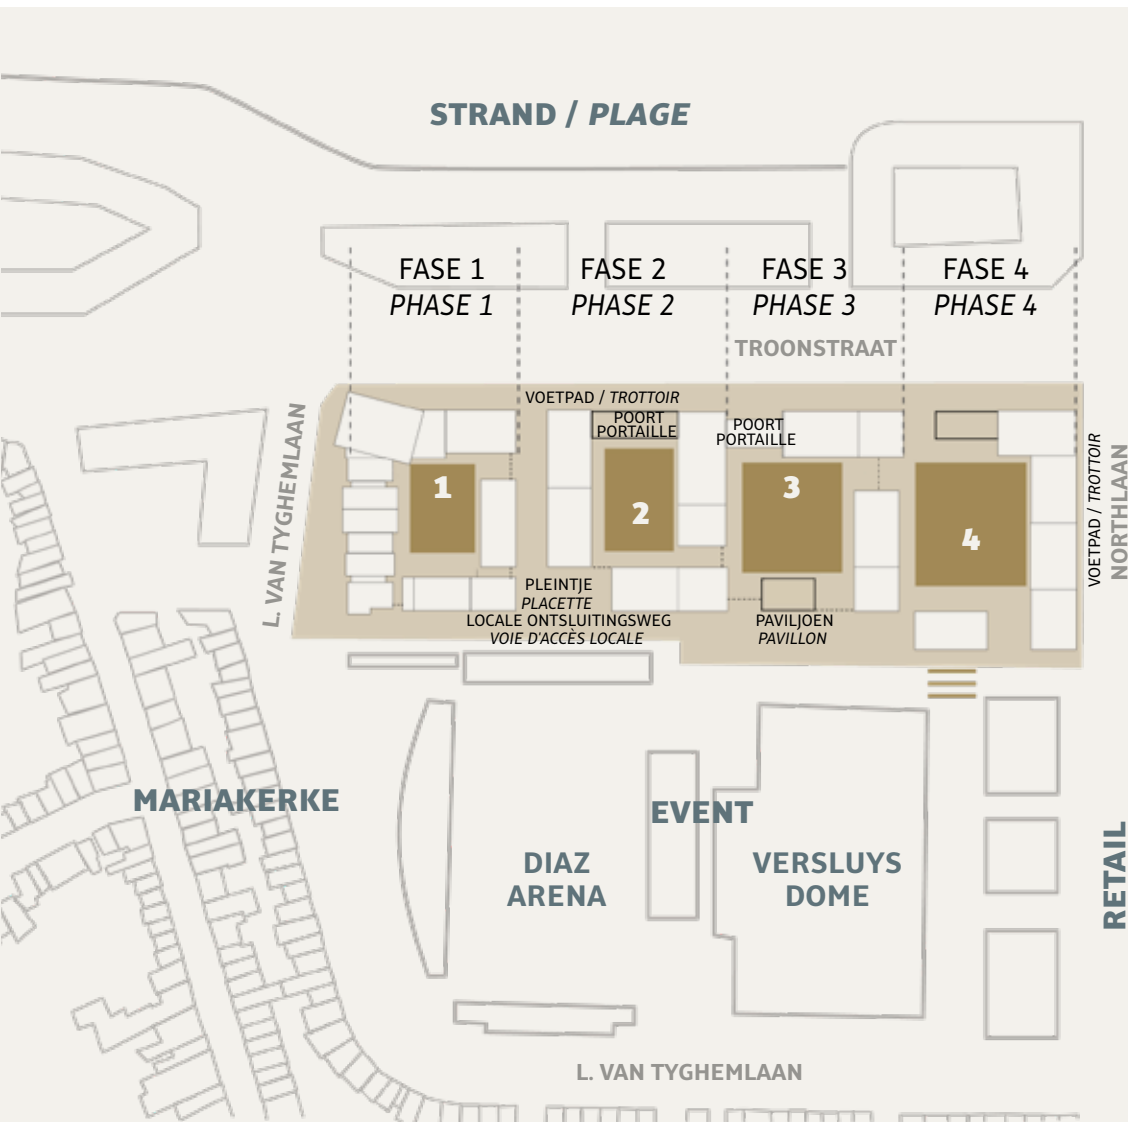 STRAND / PLAGE
FASE 1
PHASE 1
FASE 2
PHASE 2
FASE 3
PHASE 3
FASE 4
PHASE 4
TROONSTRAAT
VOETPAD / TROTTOIR
POORT
PORTAILLE
POORT
PORTAILLE
L. VAN TYGHEMLAAN
1
2
3
4
VOETPAD / TROTTOIR
NORTHLAAN
PLEINTJE
PLACETTE
LOCALE ONTSLUITINGSWEG
VOIE D'ACCÈS LOCALE
PAVILJOEN
PAVILLON
MARIAKERKE
EVENT
DIAZ
ARENA
VERSLUYS
DOME
RETAIL
L. VAN TYGHEMLAAN